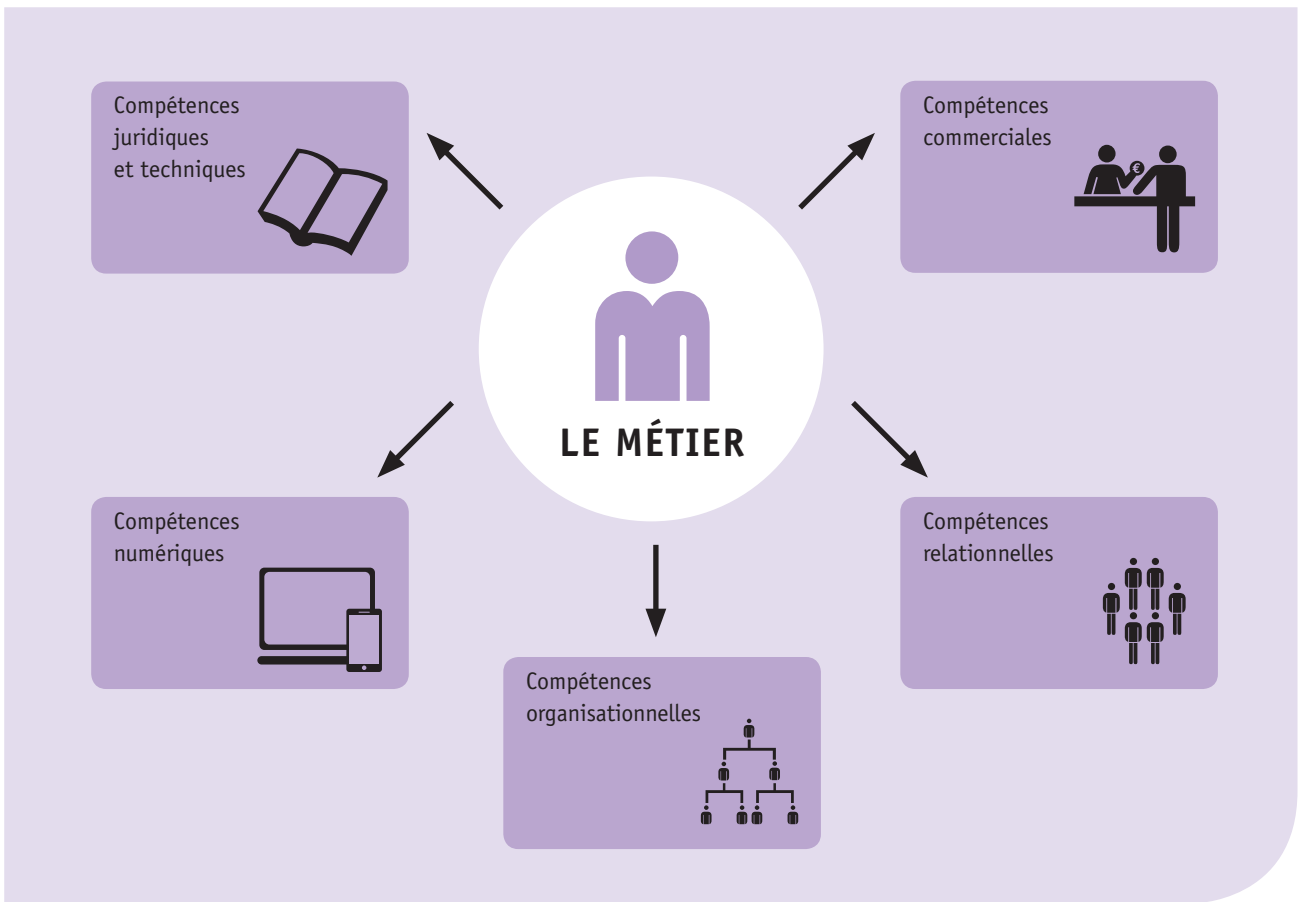 Compétences
juridiques
et techniques
Compétences
commerciales
€
LE MÉTIER
Compétences
numériques
Compétences
relationnelles
Compétences
organisationnelles